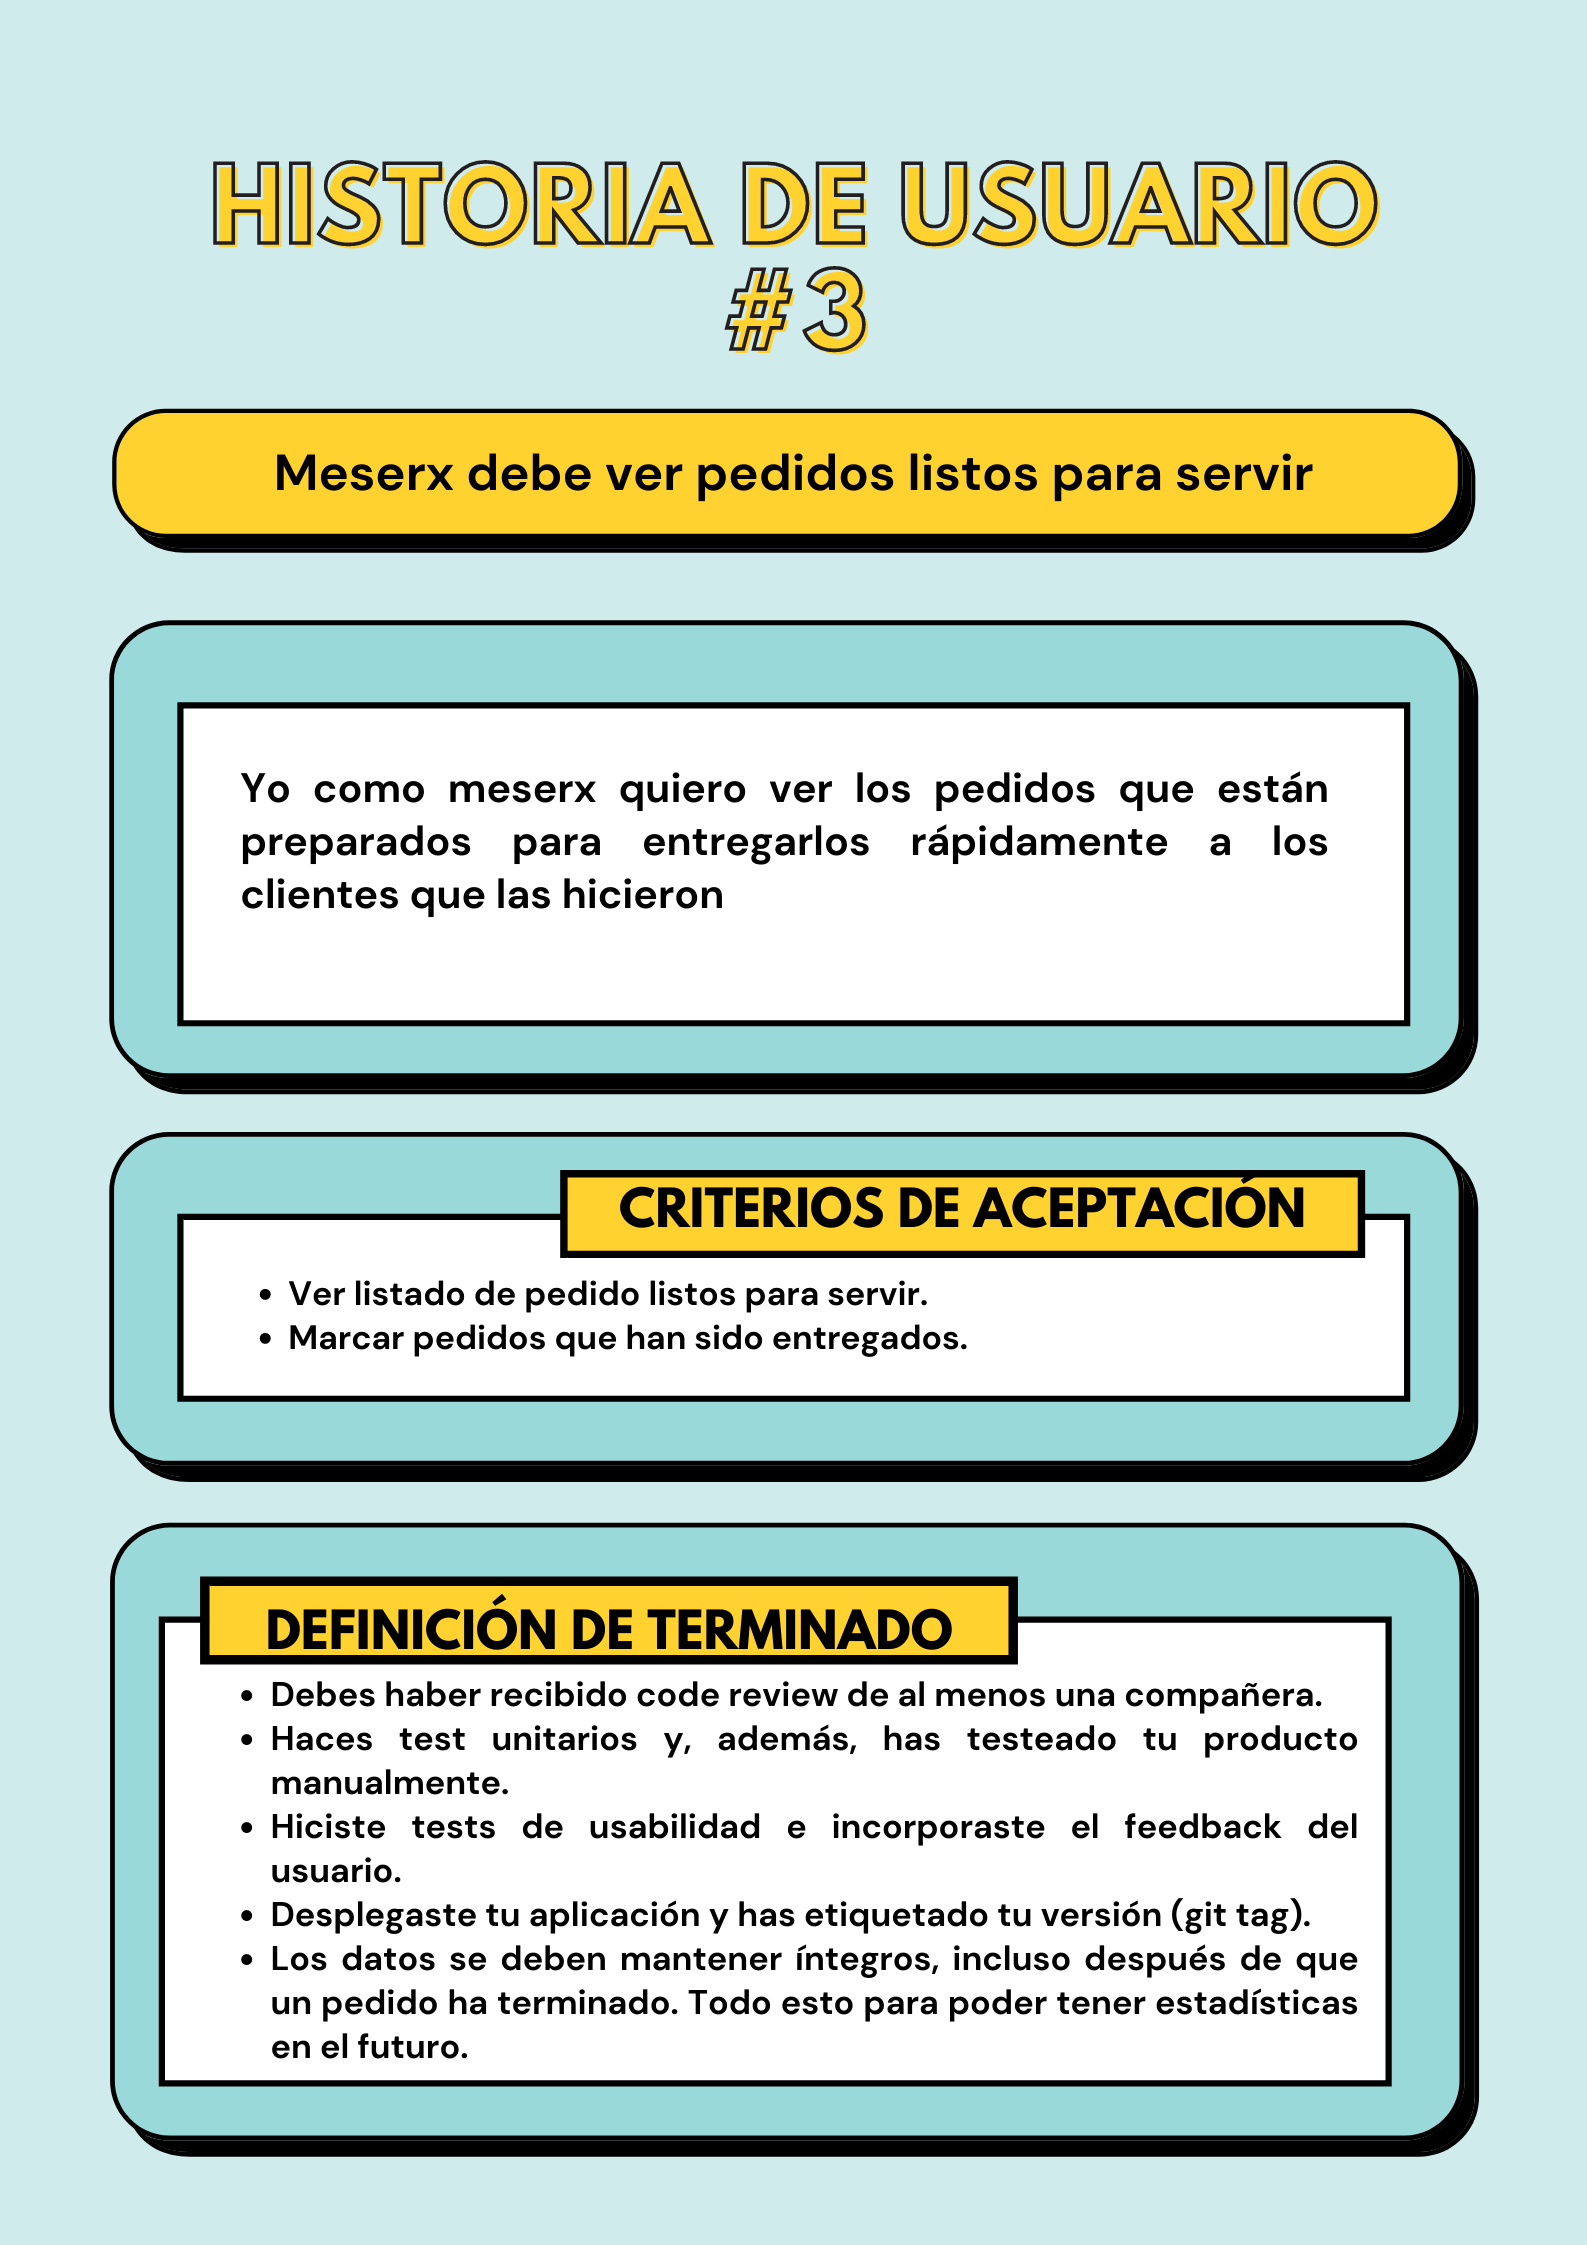 HISTORIA DE USUARIO
#3
Meserx debe ver pedidos listos para servir
Yo como meserx quiero ver los pedidos que están
preparados para entregarlos rápidamente a los
clientes que las hicieron
CRITERIOS DE ACEPTACIÓN
• Ver listado de pedido listos para servir.
• Marcar pedidos que han sido entregados.
DEFINICIÓN DE TERMINADO
• Debes haber recibido code review de al menos una compañera.
• Haces test unitarios y, además, has testeado tu producto
manualmente.
• Hiciste tests de usabilidad e incorporaste el feedback del
usuario.
• Desplegaste tu aplicación y has etiquetado tu versión (git tag).
• Los datos se deben mantener íntegros, incluso después de que
un pedido ha terminado. Todo esto para poder tener estadísticas
en el futuro.